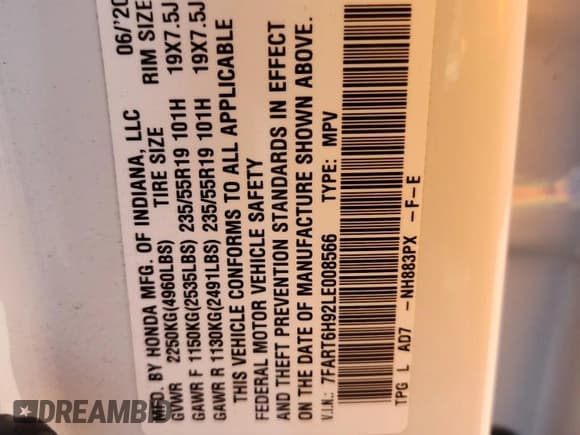 MFG. BY HONDA MFG. OF INDIANA, LLC 06/'20
TIRE SIZE RIM SIZE
GVWR 2250KG(4960LBS)
GAWR F 1150KG(2535LBS) 235/55R19 101H 19X7.5J
GAWR R 1130KG(2491LBS) 235/55R19 101H 19X7.5J
THIS VEHICLE CONFORMS TO ALL APPLICABLE
FEDERAL MOTOR VEHICLE SAFETY
AND THEFT PREVENTION STANDARDS IN EFFECT
ON THE DATE OF MANUFACTURE SHOWN ABOVE.
V.I.N.: 7FART6H92LE008566 TYPE: MPV
TPG L AD7 -NH883PX -F-E
DREAMBID